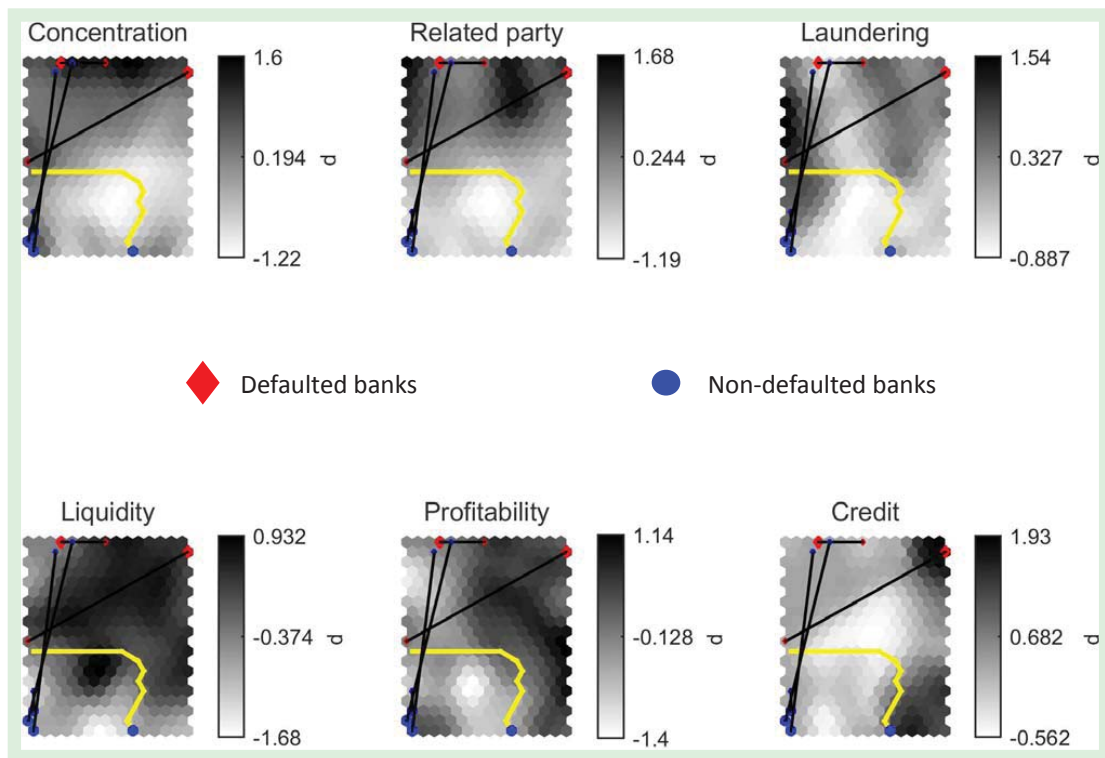 Concentration
1.6
0.194
d
-1.22
Related party
1.68
0.244
d
-1.19
Laundering
1.54
0.327
d
-0.887
Defaulted banks
Non-defaulted banks
Liquidity
0.932
-0.374
d
-1.68
Profitability
1.14
-0.128
d
-1.4
Credit
1.93
0.682
d
-0.562